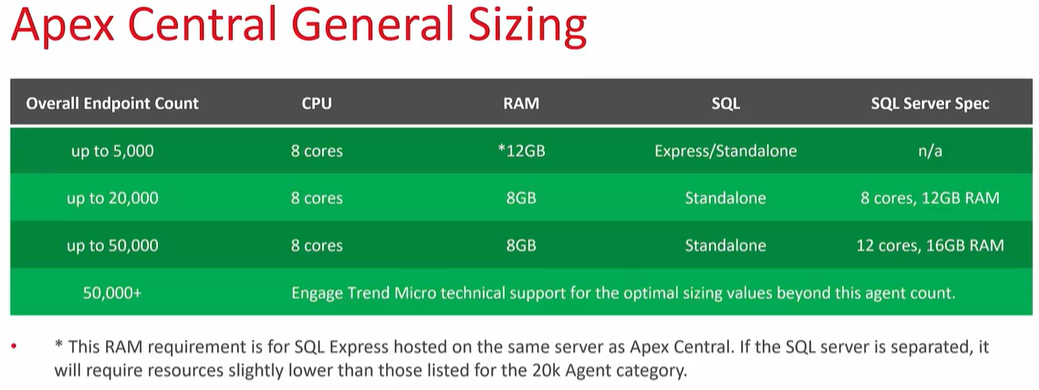 Apex Central General Sizing
Overall Endpoint Count CPU RAM SQL SQL Server Spec
up to 5,000 8 cores *12GB Express/Standalone n/a
up to 20,000 8 cores 8GB Standalone 8 cores, 12GB RAM
up to 50,000 8 cores 8GB Standalone 12 cores, 16GB RAM
50,000+ Engage Trend Micro technical support for the optimal sizing values beyond this agent count.
• * This RAM requirement is for SQL Express hosted on the same server as Apex Central. If the SQL server is separated, it
will require resources slightly lower than those listed for the 20k Agent category.